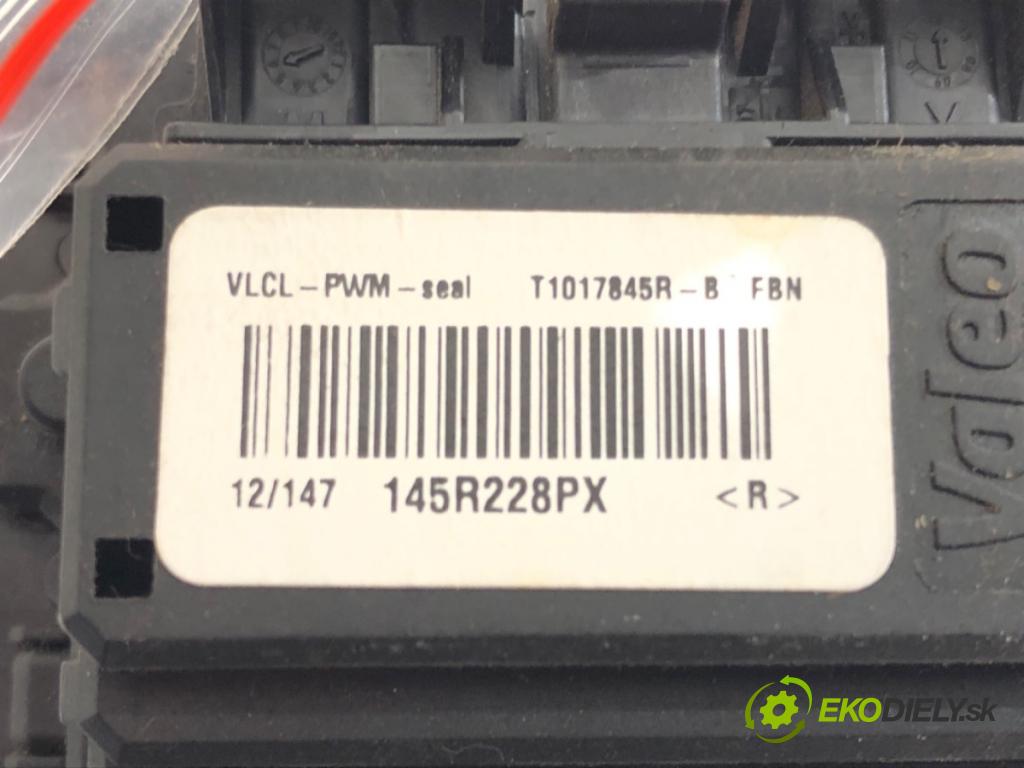 VLCL-PWM-seal T1017845R-B FBN
12/147 145R228PX <R>
Valeo
EKODIELY.sk